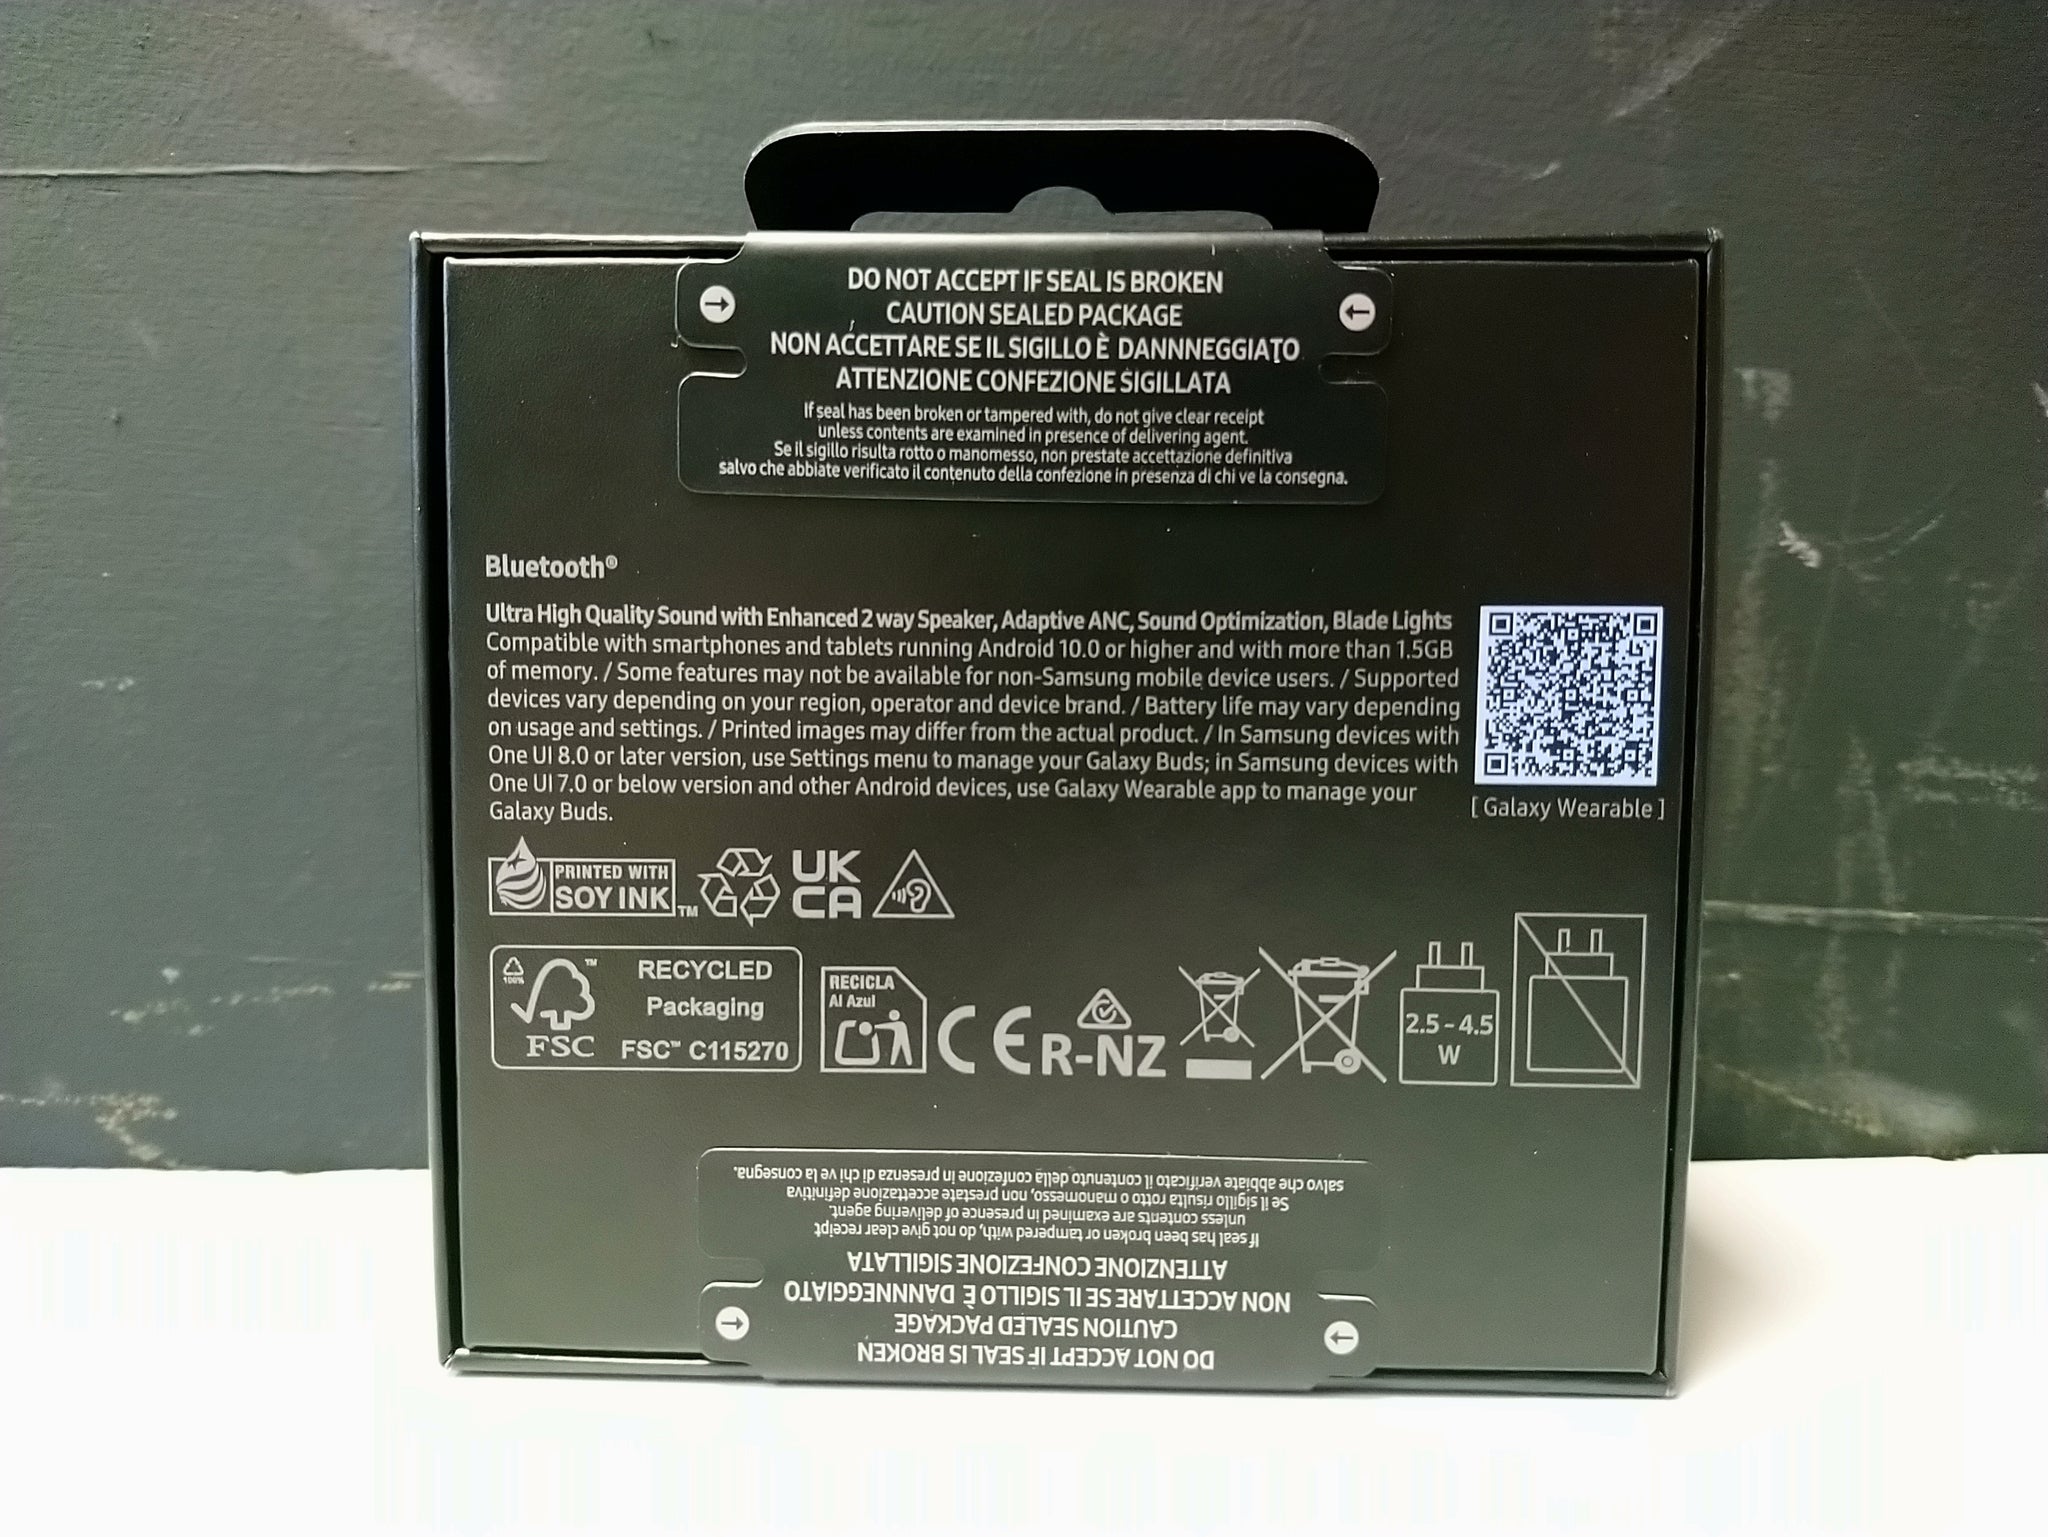 DO NOT ACCEPT IF SEAL IS BROKEN
CAUTION SEALED PACKAGE
NON ACCETTARE SE IL SIGILLO È DANNNEGGIATO
ATTENZIONE CONFEZIONE SIGILLATA
If seal has been broken or tampered with, do not give clear receipt
unless contents are examined in presence of delivering agent.
Se il sigillo risulta rotto o manomesso, non prestate accettazione definitiva
salvo che abbiate verificato il contenuto della confezione in presenza di chi ve la consegna.
Bluetooth®
Ultra High Quality Sound with Enhanced 2 way Speaker, Adaptive ANC, Sound Optimization, Blade Lights
Compatible with smartphones and tablets running Android 10.0 or higher and with more than 1.5GB
of memory. / Some features may not be available for non-Samsung mobile device users. / Supported
devices vary depending on your region, operator and device brand. / Battery life may vary depending
on usage and settings. / Printed images may differ from the actual product. / In Samsung devices with
One UI 8.0 or later version, use Settings menu to manage your Galaxy Buds; in Samsung devices with
One UI 7.0 or below version and other Android devices, use Galaxy Wearable app to manage your
Galaxy Buds.
[ Galaxy Wearable ]
PRINTED WITH
SOY INK™
UK
CA
100%
™
FSC
RECYCLED
Packaging
FSC™ C115270
RECICLA
Al Azul
CE
R-NZ
2.5 - 4.5
W
DO NOT ACCEPT IF SEAL IS BROKEN
CAUTION SEALED PACKAGE
NON ACCETTARE SE IL SIGILLO È DANNNEGGIATO
ATTENZIONE CONFEZIONE SIGILLATA
If seal has been broken or tampered with, do not give clear receipt
unless contents are examined in presence of delivering agent.
Se il sigillo risulta rotto o manomesso, non prestate accettazione definitiva
salvo che abbiate verificato il contenuto della confezione in presenza di chi ve la consegna.